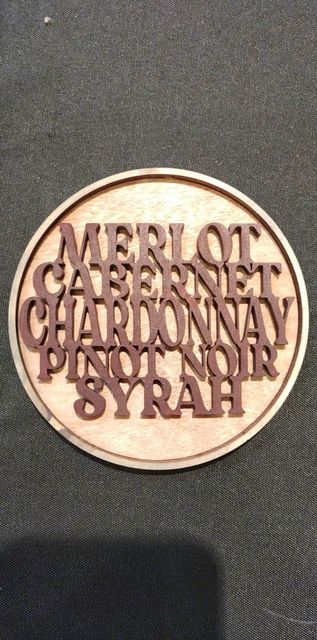 MERLOT
CABERNET
CHARDONNAY
PINOT NOIR
SYRAH